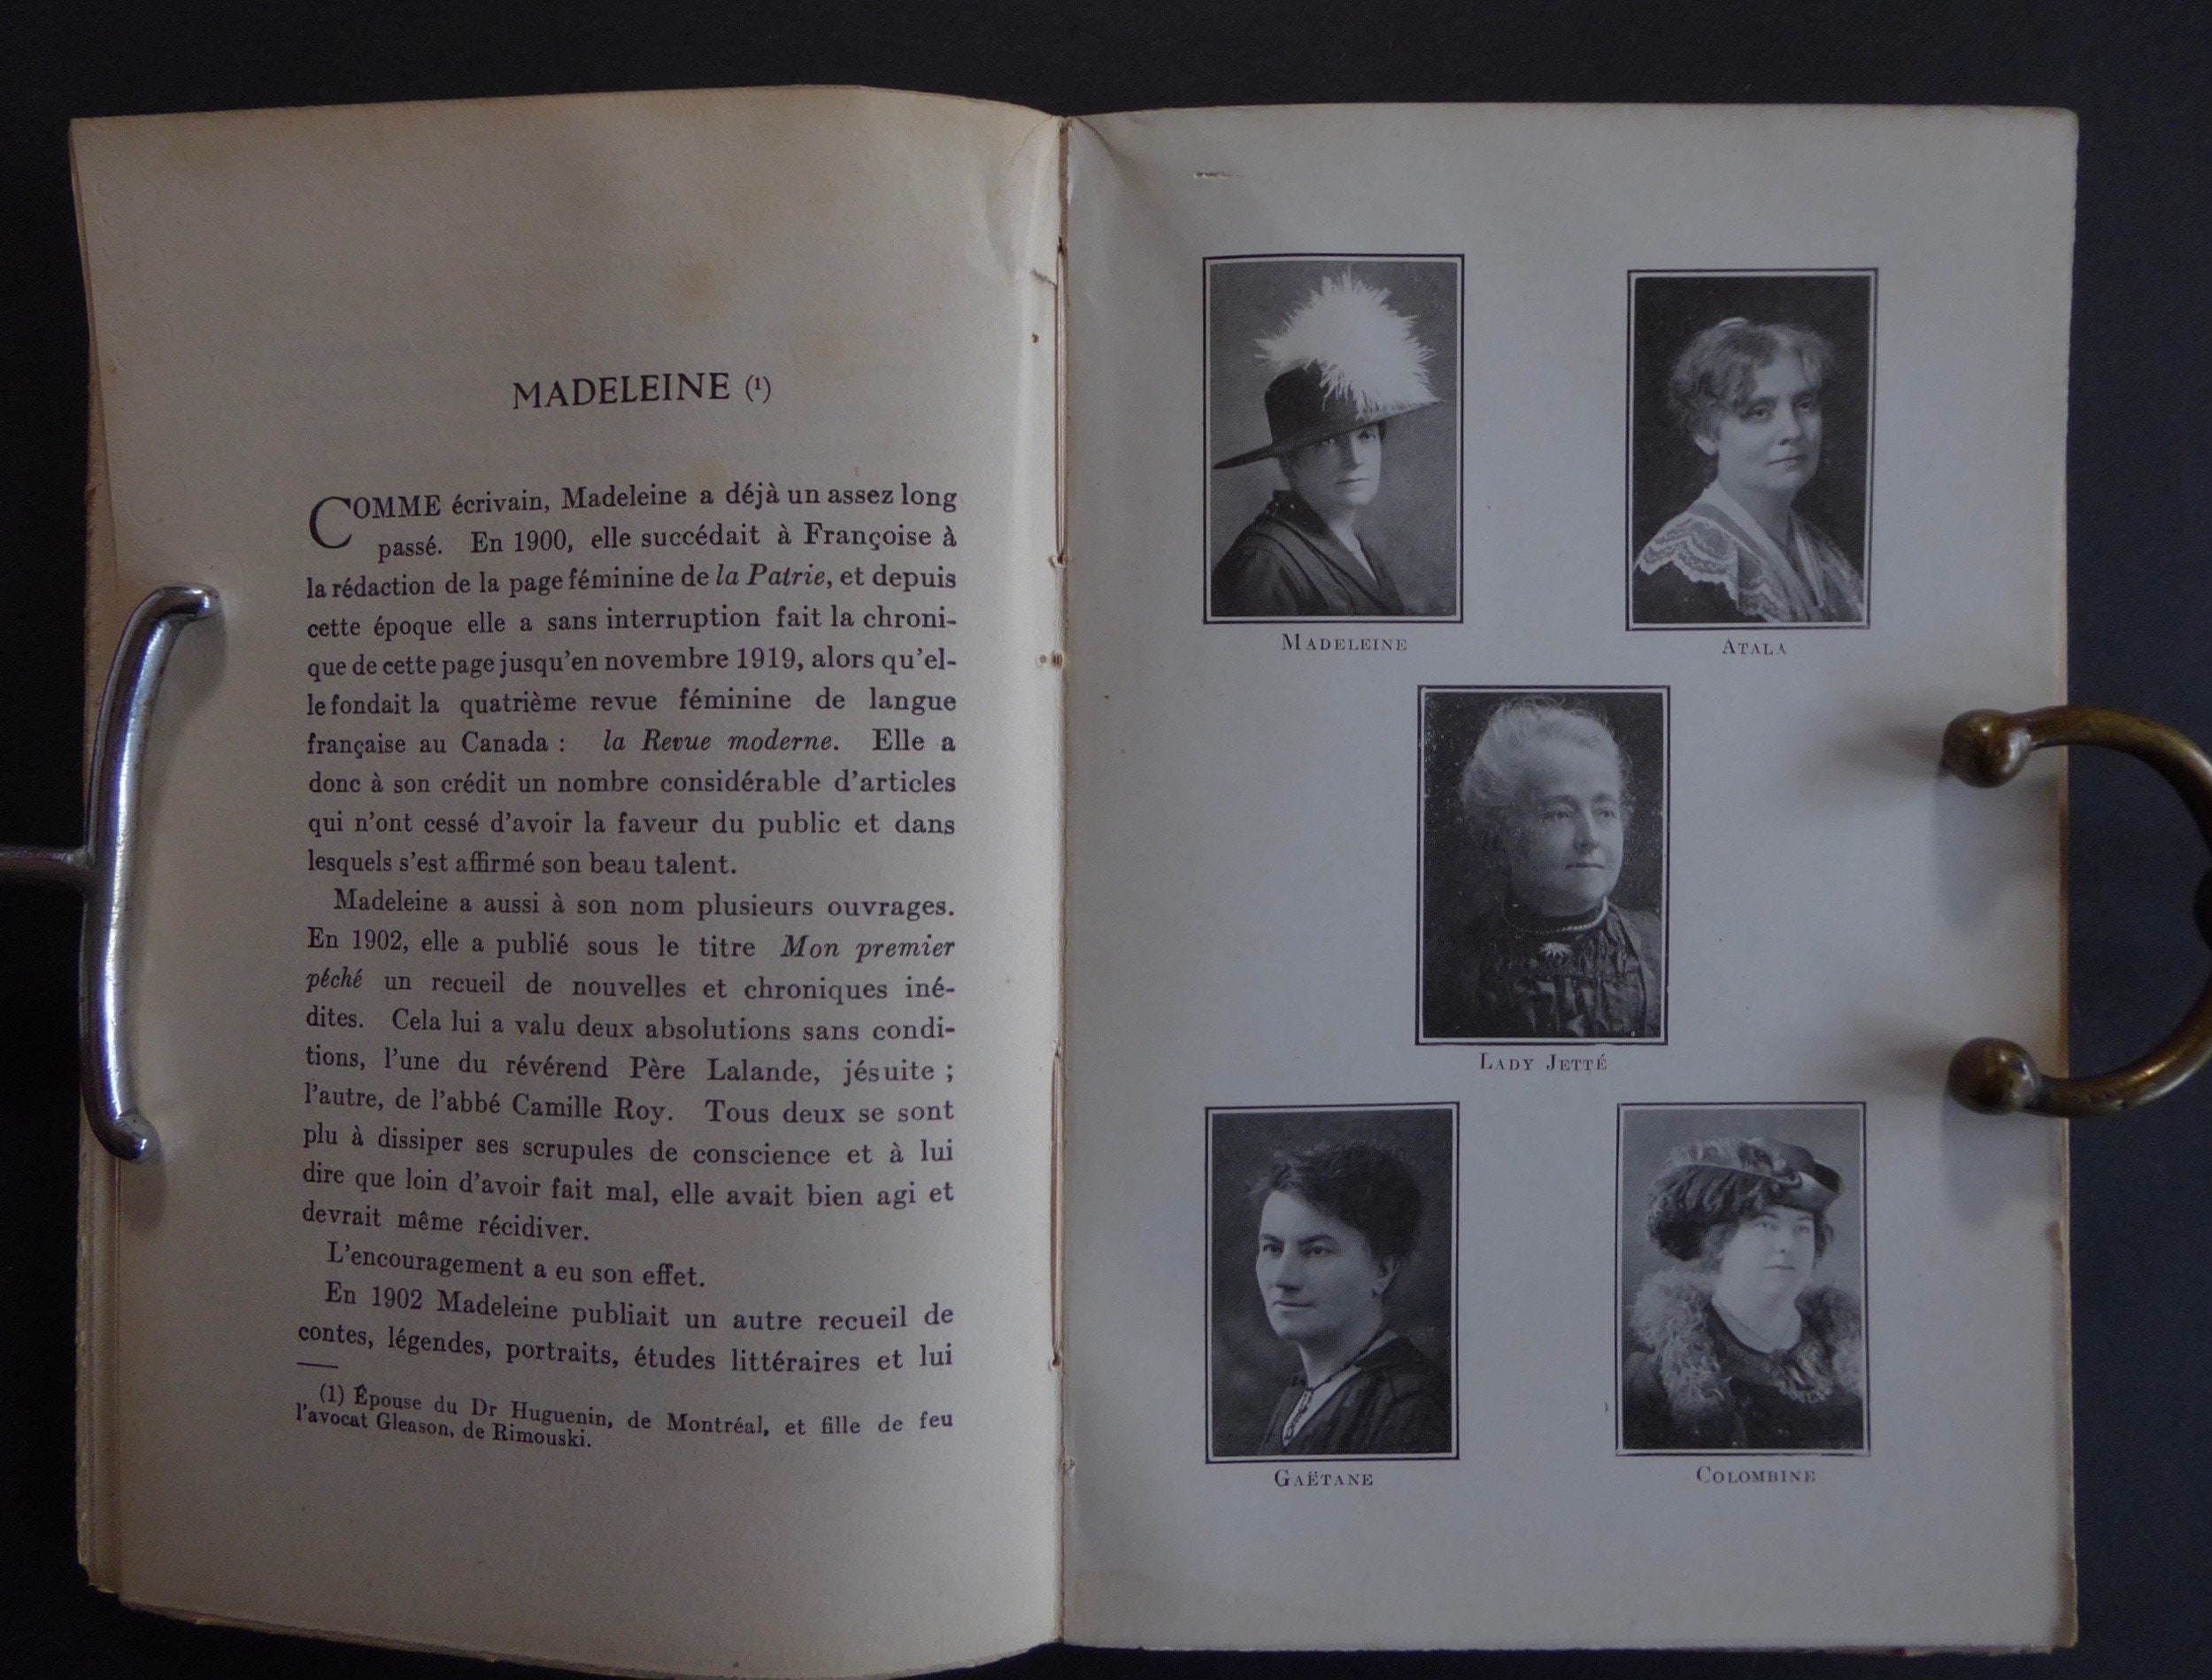 MADELEINE (1)
COMME écrivain, Madeleine a déjà un assez long
passé. En 1900, elle succédait à Françoise à
la rédaction de la page féminine de la Patrie, et depuis
cette époque elle a sans interruption fait la chroni-
que de cette page jusqu'en novembre 1919, alors qu'el-
le fondait la quatrième revue féminine de langue
française au Canada : la Revue moderne. Elle a
donc à son crédit un nombre considérable d'articles
qui n'ont cessé d'avoir la faveur du public et dans
lesquels s'est affirmé son beau talent.
Madeleine a aussi à son nom plusieurs ouvrages.
En 1902, elle a publié sous le titre Mon premier
péché un recueil de nouvelles et chroniques iné-
dites. Cela lui a valu deux absolutions sans condi-
tions, l'une du révérend Père Lalande, jésuite ;
l'autre, de l'abbé Camille Roy. Tous deux se sont
plu à dissiper ses scrupules de conscience et à lui
dire que loin d'avoir fait mal, elle avait bien agi et
devrait même récidiver.
L'encouragement a eu son effet.
En 1902 Madeleine publiait un autre recueil de
contes, légendes, portraits, études littéraires et lui
(1) Épouse du Dr Huguenin, de Montréal, et fille de feu
l'avocat Gleason, de Rimouski.
MADELEINE
ATALA
LADY JETTÉ
GAËTANE
COLOMBINE